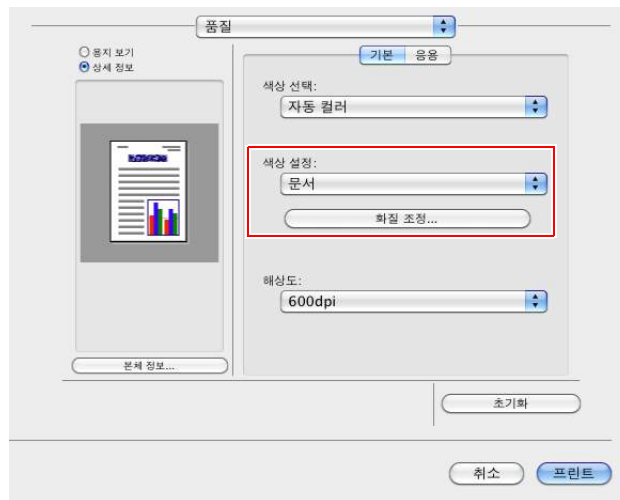 품질
용지 보기
상세 정보
본체 정보...
기본 응용
색상 선택:
자동 컬러
색상 설정:
문서
화질 조정...
해상도:
600dpi
초기화
취소 프린트